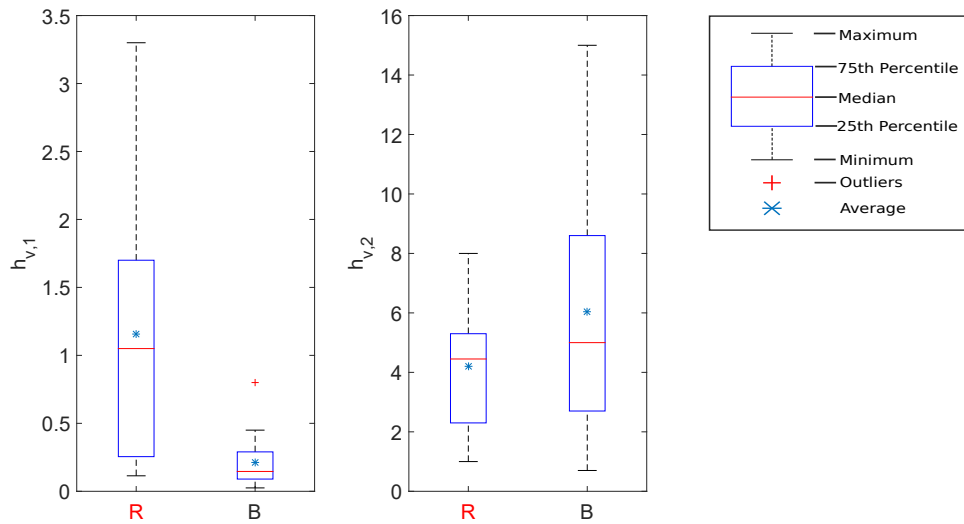 3.5
3
2.5
2
1.5
1
0.5
0
h_v,1
R
B
16
14
12
10
8
6
4
2
0
h_v,2
R
B
Maximum
75th Percentile
Median
25th Percentile
Minimum
Outliers
Average